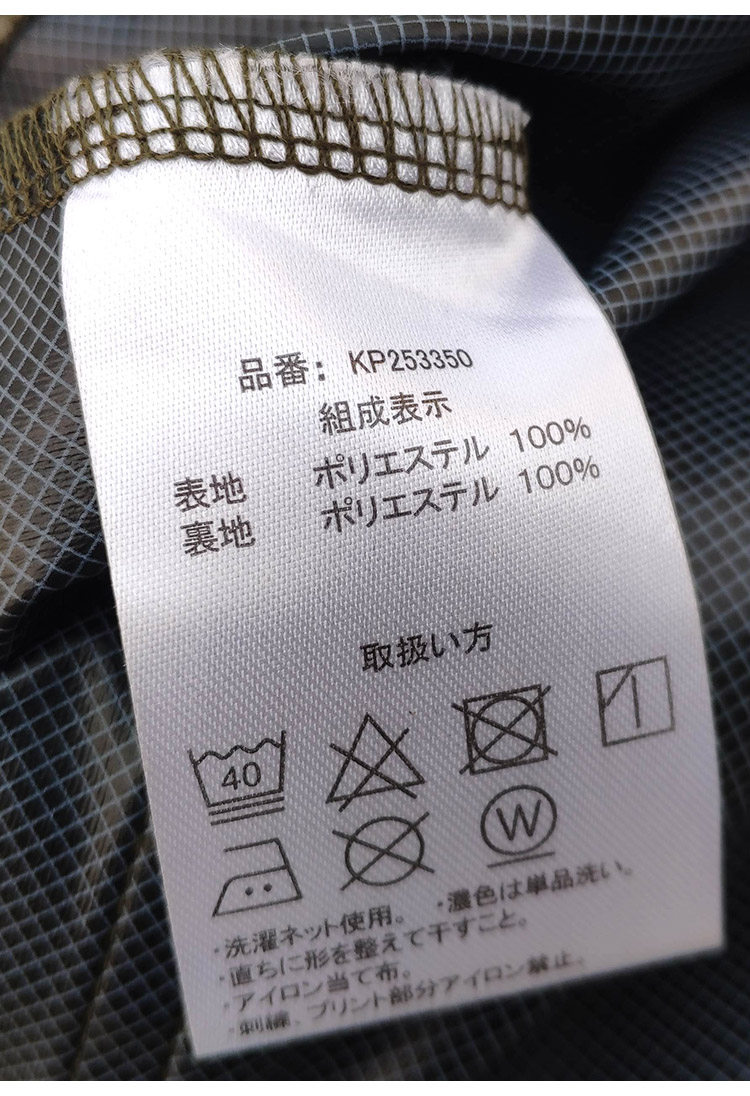 品番: KP253350
組成表示
表地 ポリエステル 100%
裏地 ポリエステル 100%
取扱い方
40
W
・洗濯ネット使用。 ・濃色は単品洗い。
・直ちに形を整えて干すこと。
・アイロン当て布。
・刺繍、プリント部分アイロン禁止。